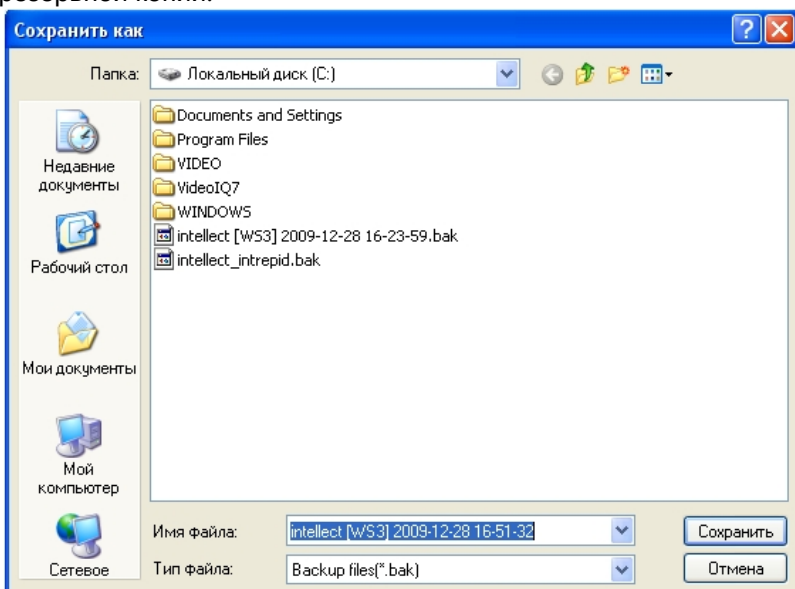 резервной копии.
Сохранить как
Папка:
Локальный диск (C:)
Недавние
документы
Рабочий стол
Мои документы
Мой
компьютер
Сетевое
Documents and Settings
Program Files
VIDEO
VideoIQ7
WINDOWS
intellect [WS3] 2009-12-28 16-23-59.bak
intellect_intrepid.bak
Имя файла:
intellect [WS3] 2009-12-28 16-51-32
Сохранить
Тип файла:
Backup files(*.bak)
Отмена